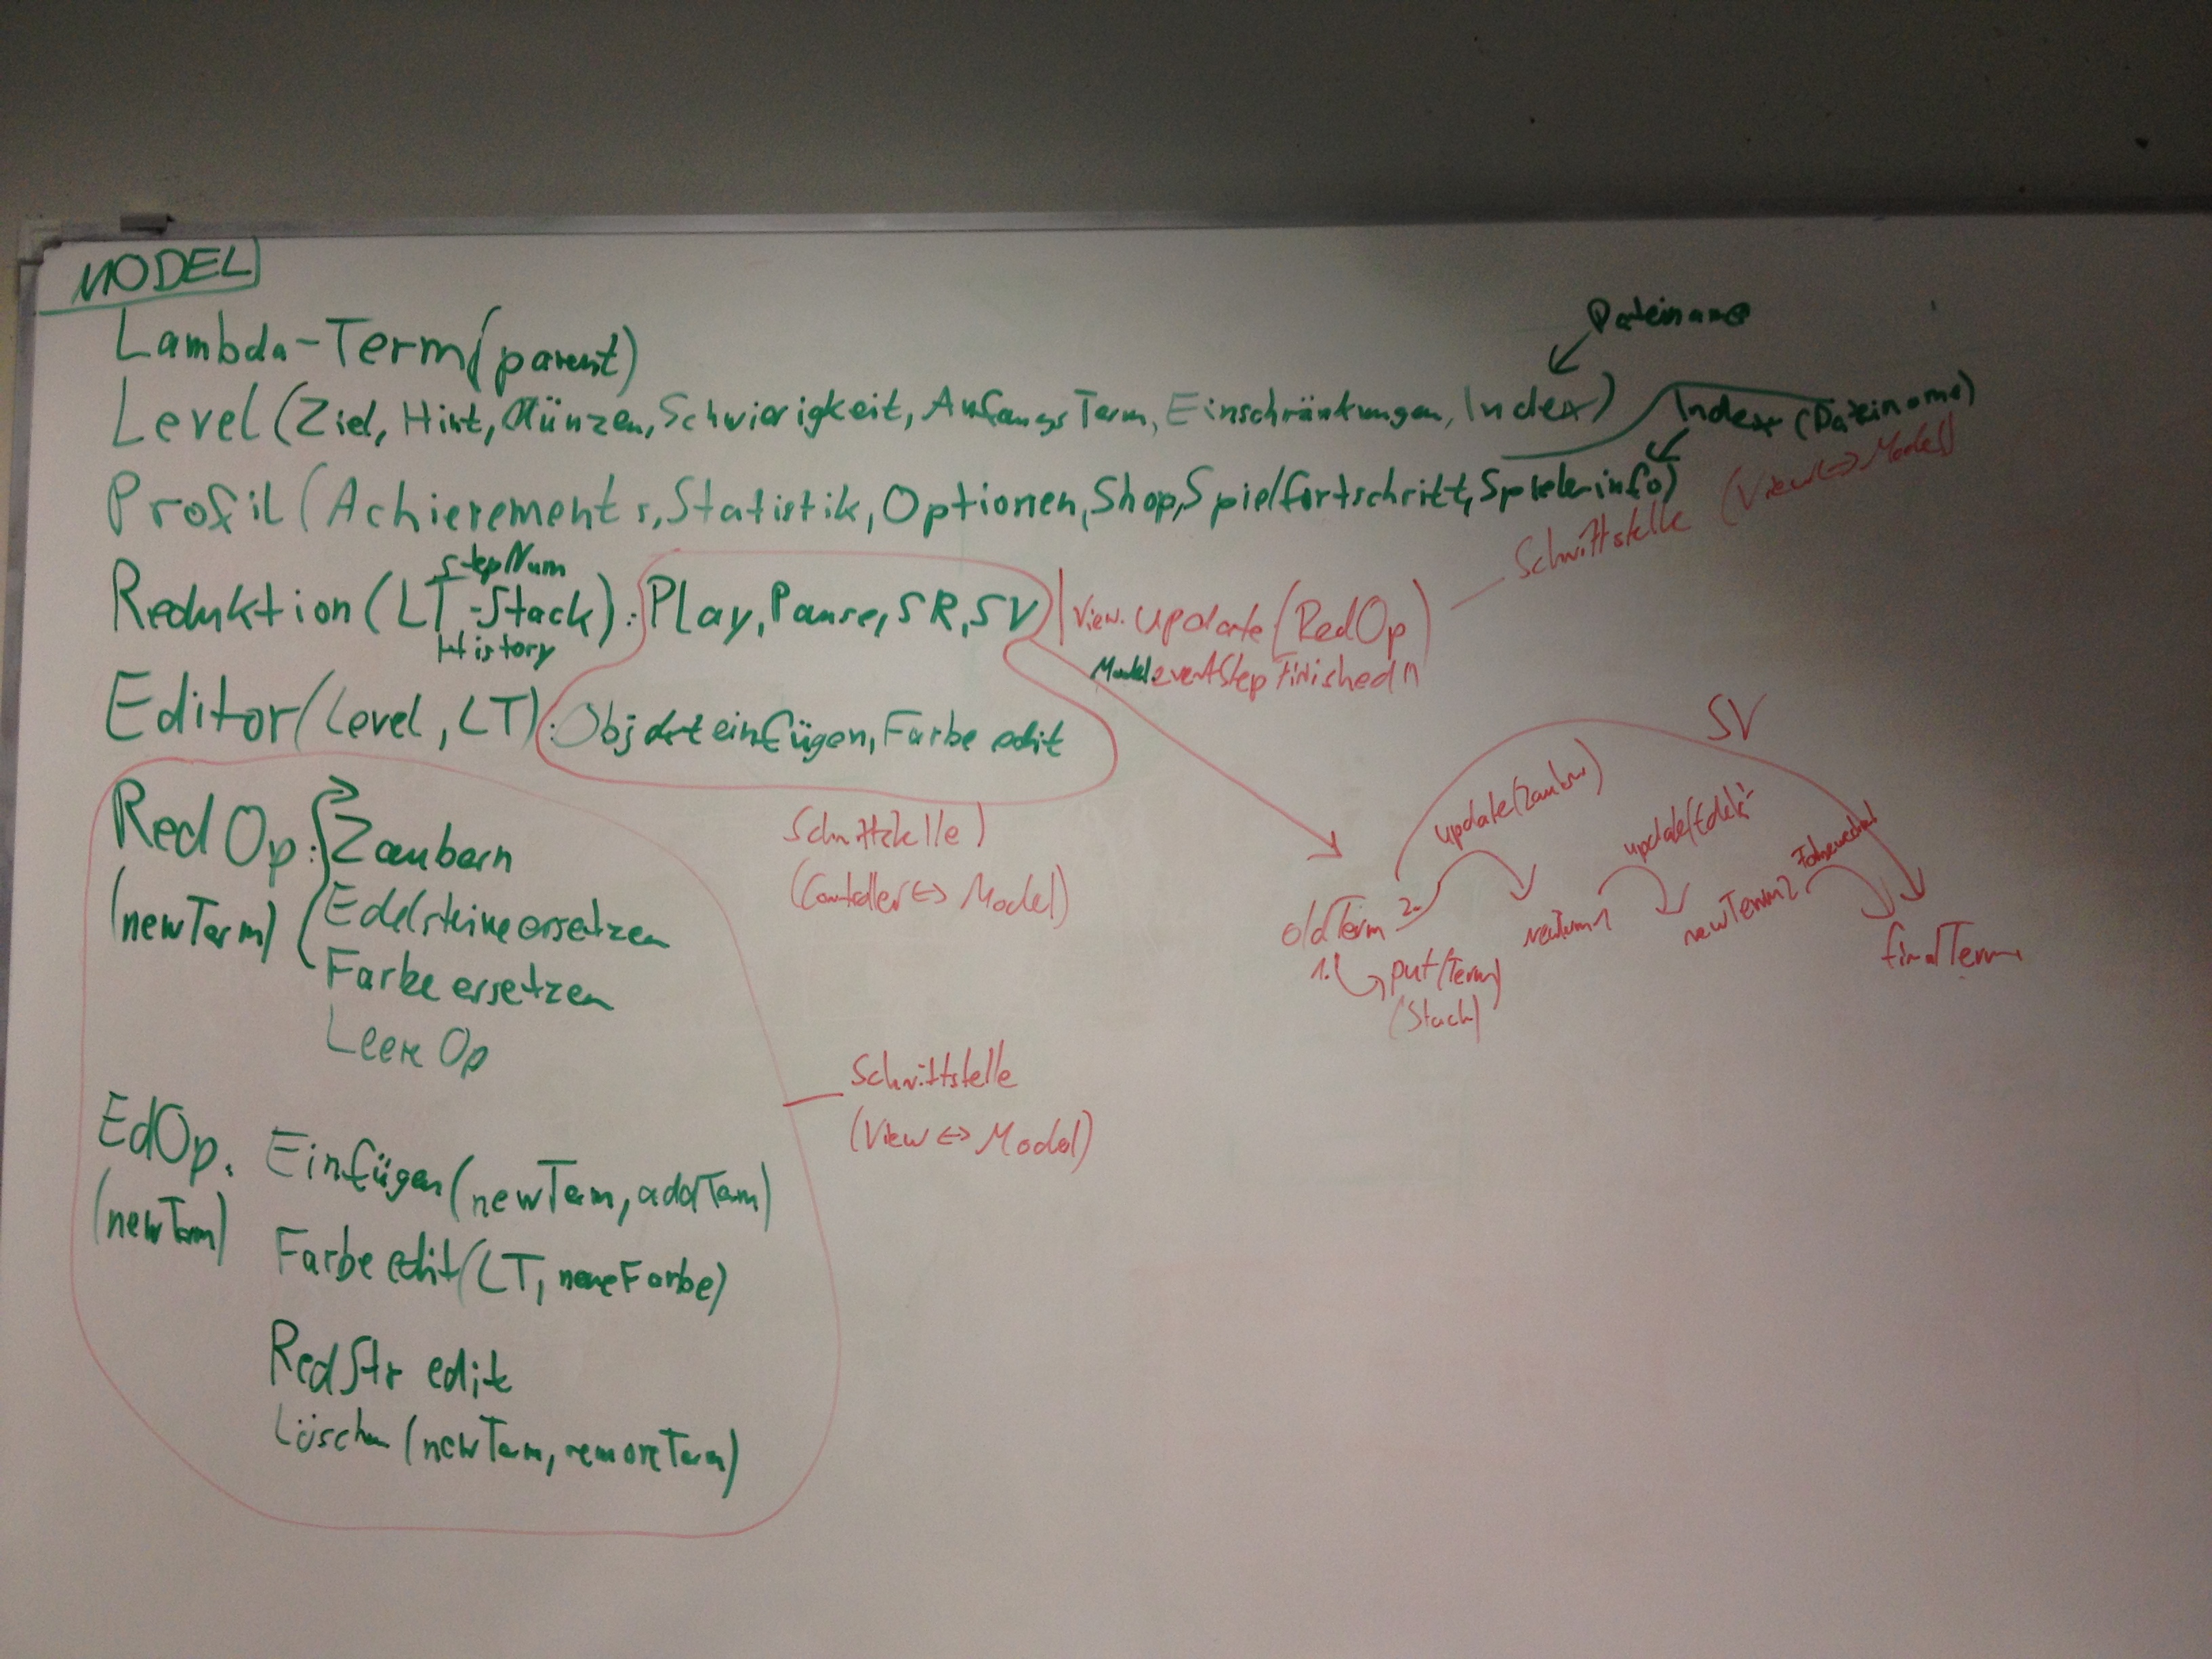 MODEL
Lambda-Term(parent)
Dateiname
Level(Ziel, Hint, Münzen, Schwierigkeit, AnfangsTerm, Einschränkungen, Index)
Index (Dateiname)
Profil(Achievements, Statistik, Optionen, Shop, Spielfortschritt, Spielerinfo)
Schnittstelle (View<->Model)
StepNum
Reduktion(LT-Stack): Play, Pause, SR, SV
History
View.update(RedOp)
Model.eventStepFinished()
Editor(Level, LT): Objekt einfügen, Farbe edit
RedOp: Zaubern
(newTerm)
Edelsteine ersetzen
Farbe ersetzen
Leere Op
Schnittstelle)
(Controller<->Model)
SV
update(Zaubern)
update(Edels.
oldTerm
2.
newTerm1
newTerm2
finalTerm
1.
put(Term)
(Stack)
Schnittstelle
(View<->Model)
EdOp. Einfügen(newTerm, addTerm)
(newTerm)
Farbe edit(LT, neueFarbe)
RedStr edit
Löschen(newTerm, removeTerm)